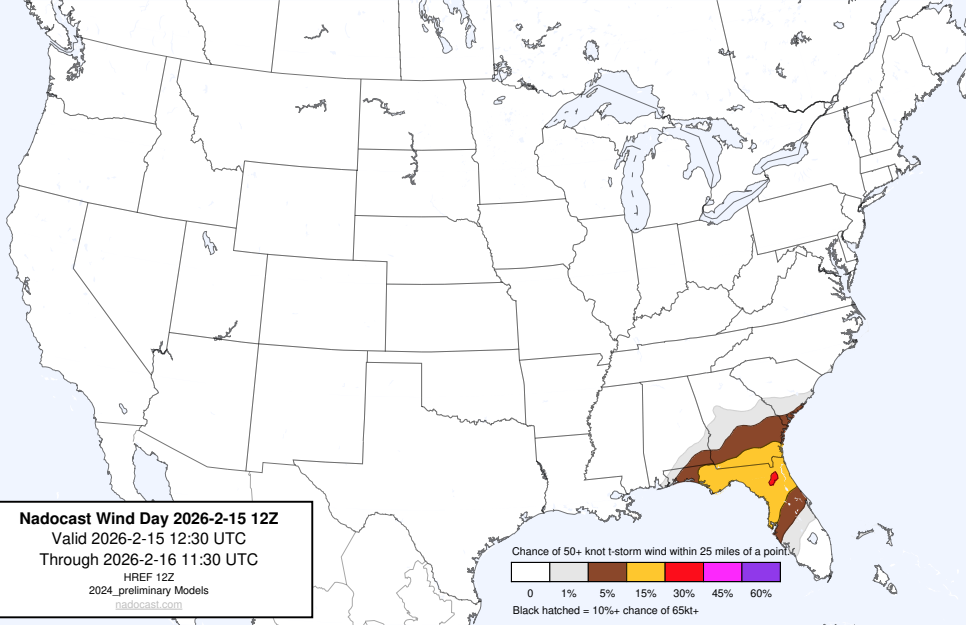 Nadocast Wind Day 2026-2-15 12Z
Valid 2026-2-15 12:30 UTC
Through 2026-2-16 11:30 UTC
HREF 12Z
2024_preliminary Models
nadocast.com
Chance of 50+ knot t-storm wind within 25 miles of a point.
0 1% 5% 15% 30% 45% 60%
Black hatched = 10%+ chance of 65kt+